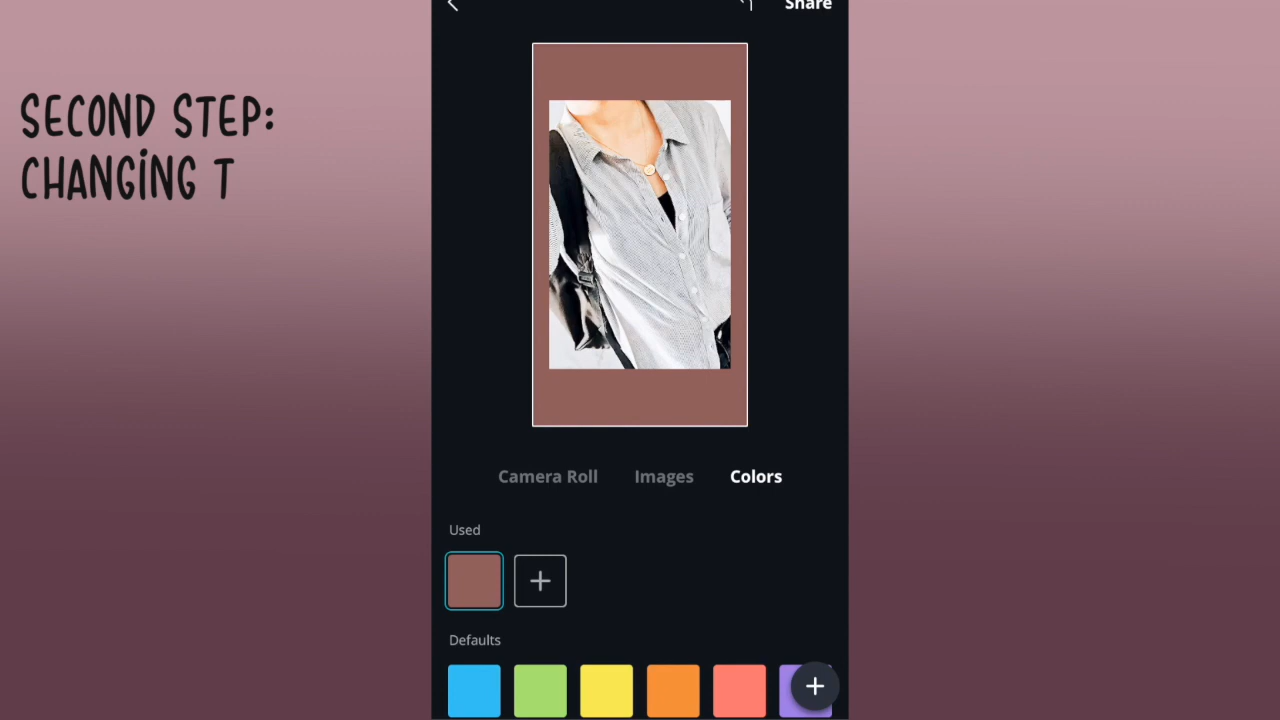 Share
SECOND STEP:
CHANGING T
Camera Roll Images Colors
Used
Defaults